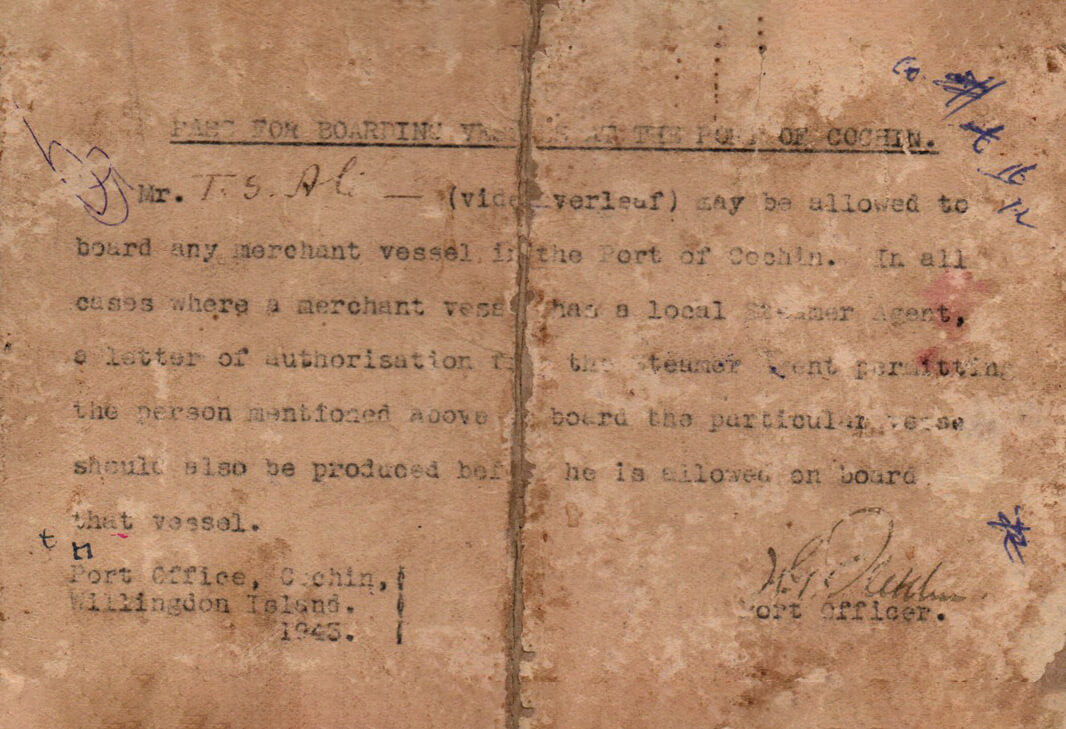 PASS FOR BOARDING VESSELS AT THE PORT OF COCHIN.
Mr. T. S. Ali — (vide overleaf) may be allowed to
board any merchant vessel in the Port of Cochin. In all
cases where a merchant vessel has a local Steamer Agent,
a letter of authorisation from the Steamer Agent permitting
the person mentioned above to board the particular vesse
should also be produced before he is allowed on board
that vessel.
Port Office, Cochin,
Willingdon Island.
1943.
Port Officer.